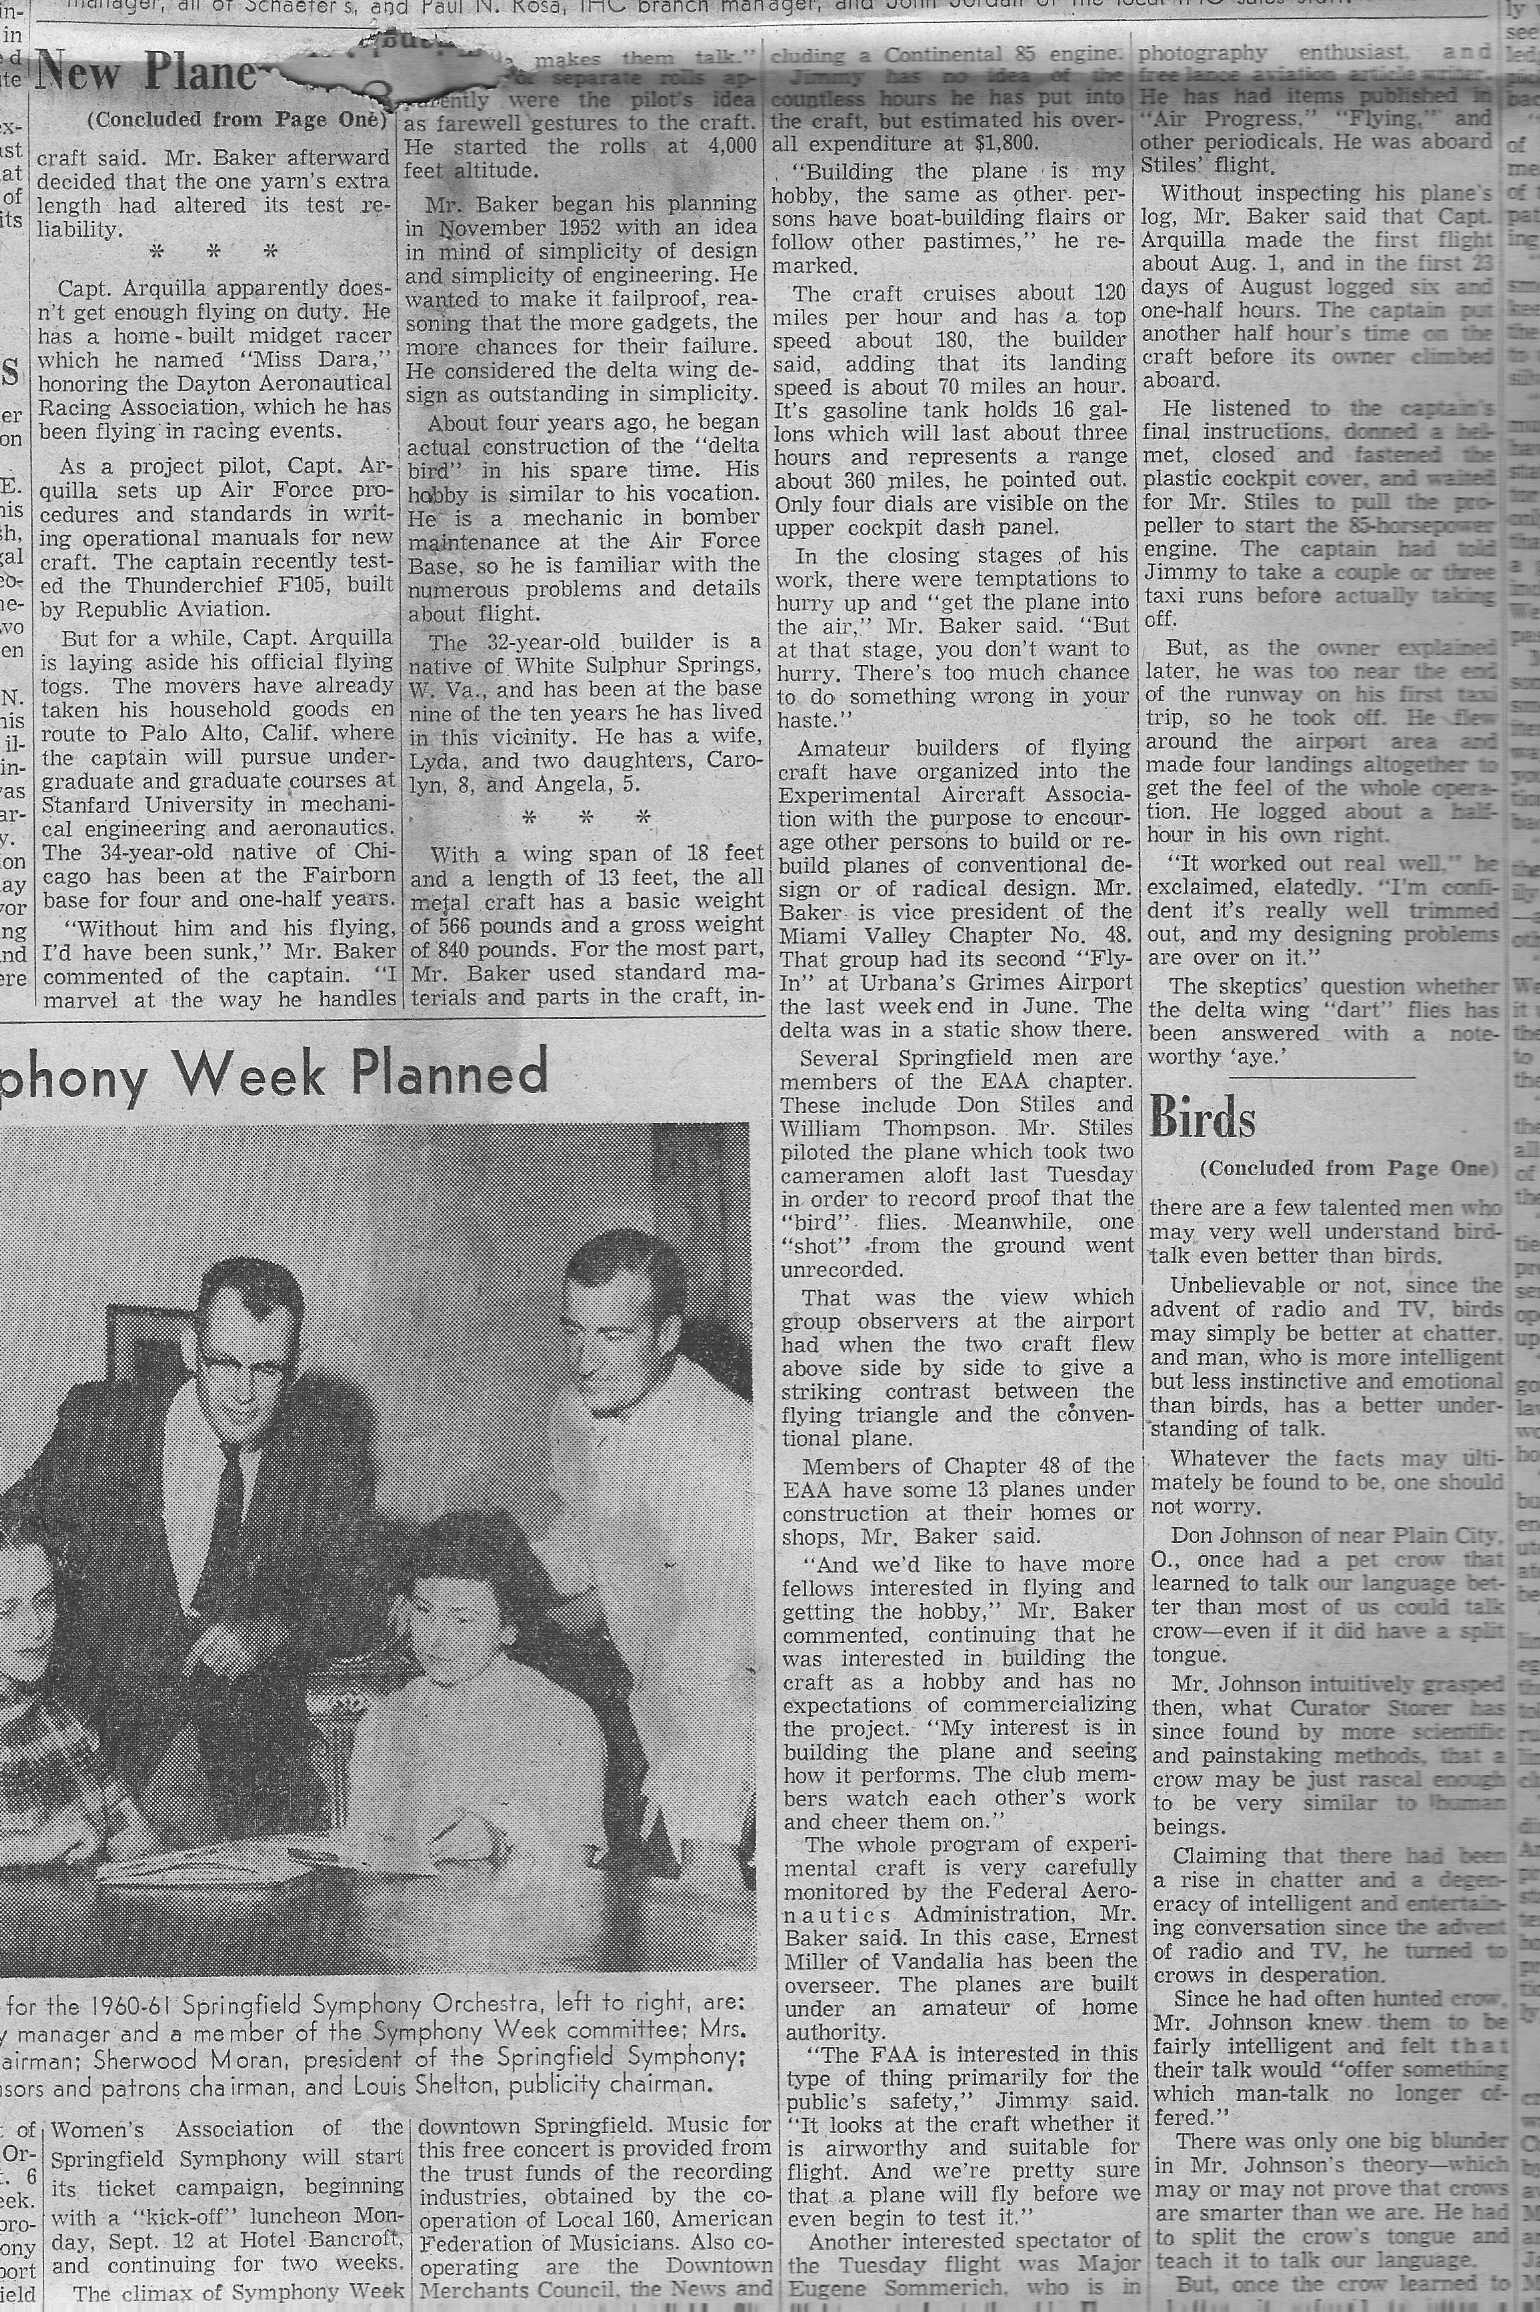 manager, all of Schaefer's, and Paul N. Rosa, IHC branch manager, and John Jordan of the local IHC sales staff.
New Plane
(Concluded from Page One)
craft said. Mr. Baker afterward
decided that the one yarn's extra
length had altered its test re-
liability.
* * *
Capt. Arquilla apparently does-
n't get enough flying on duty. He
has a home-built midget racer
which he named "Miss Dara,"
honoring the Dayton Aeronautical
Racing Association, which he has
been flying in racing events.
As a project pilot, Capt. Ar-
quilla sets up Air Force pro-
cedures and standards in writ-
ing operational manuals for new
craft. The captain recently test-
ed the Thunderchief F105, built
by Republic Aviation.
But for a while, Capt. Arquilla
is laying aside his official flying
togs. The movers have already
taken his household goods en
route to Palo Alto, Calif. where
the captain will pursue under-
graduate and graduate courses at
Stanfard University in mechani-
cal engineering and aeronautics.
The 34-year-old native of Chi-
cago has been at the Fairborn
base for four and one-half years.
"Without him and his flying,
I'd have been sunk," Mr. Baker
commented of the captain. "I
marvel at the way he handles
makes them talk."
separate rolls ap-
parently were the pilot's idea
as farewell gestures to the craft.
He started the rolls at 4,000
feet altitude.
Mr. Baker began his planning
in November 1952 with an idea
in mind of simplicity of design
and simplicity of engineering. He
wanted to make it failproof, rea-
soning that the more gadgets, the
more chances for their failure.
He considered the delta wing de-
sign as outstanding in simplicity.
About four years ago, he began
actual construction of the "delta
bird" in his spare time. His
hobby is similar to his vocation.
He is a mechanic in bomber
maintenance at the Air Force
Base, so he is familiar with the
numerous problems and details
about flight.
The 32-year-old builder is a
native of White Sulphur Springs,
W. Va., and has been at the base
nine of the ten years he has lived
in this vicinity. He has a wife,
Lyda, and two daughters, Caro-
lyn, 8, and Angela, 5.
* * *
With a wing span of 18 feet
and a length of 13 feet, the all
metal craft has a basic weight
of 566 pounds and a gross weight
of 840 pounds. For the most part,
Mr. Baker used standard ma-
terials and parts in the craft, in-
cluding a Continental 85 engine.
Jimmy has no idea of the
countless hours he has put into
the craft, but estimated his over-
all expenditure at $1,800.
"Building the plane is my
hobby, the same as other per-
sons have boat-building flairs or
follow other pastimes," he re-
marked.
The craft cruises about 120
miles per hour and has a top
speed about 180, the builder
said, adding that its landing
speed is about 70 miles an hour.
It's gasoline tank holds 16 gal-
lons which will last about three
hours and represents a range
about 360 miles, he pointed out.
Only four dials are visible on the
upper cockpit dash panel.
In the closing stages of his
work, there were temptations to
hurry up and "get the plane into
the air," Mr. Baker said. "But
at that stage, you don't want to
hurry. There's too much chance
to do something wrong in your
haste."
Amateur builders of flying
craft have organized into the
Experimental Aircraft Associa-
tion with the purpose to encour-
age other persons to build or re-
build planes of conventional de-
sign or of radical design. Mr.
Baker is vice president of the
Miami Valley Chapter No. 48.
That group had its second "Fly-
In" at Urbana's Grimes Airport
the last week end in June. The
delta was in a static show there.
Several Springfield men are
members of the EAA chapter.
These include Don Stiles and
William Thompson. Mr. Stiles
piloted the plane which took two
cameramen aloft last Tuesday
in order to record proof that the
"bird" flies. Meanwhile, one
"shot" from the ground went
unrecorded.
That was the view which
group observers at the airport
had when the two craft flew
above side by side to give a
striking contrast between the
flying triangle and the conven-
tional plane.
Members of Chapter 48 of the
EAA have some 13 planes under
construction at their homes or
shops, Mr. Baker said.
"And we'd like to have more
fellows interested in flying and
getting the hobby," Mr. Baker
commented, continuing that he
was interested in building the
craft as a hobby and has no
expectations of commercializing
the project. "My interest is in
building the plane and seeing
how it performs. The club mem-
bers watch each other's work
and cheer them on."
The whole program of experi-
mental craft is very carefully
monitored by the Federal Aero-
nautics Administration, Mr.
Baker said. In this case, Ernest
Miller of Vandalia has been the
overseer. The planes are built
under an amateur of home
authority.
"The FAA is interested in this
type of thing primarily for the
public's safety," Jimmy said.
"It looks at the craft whether it
is airworthy and suitable for
flight. And we're pretty sure
that a plane will fly before we
even begin to test it."
Another interested spectator of
the Tuesday flight was Major
Eugene Sommerich, who is in
photography enthusiast, and
free lance aviation article writer.
He has had items published in
"Air Progress," "Flying," and
other periodicals. He was aboard
Stiles' flight.
Without inspecting his plane's
log, Mr. Baker said that Capt.
Arquilla made the first flight
about Aug. 1, and in the first 23
days of August logged six and
one-half hours. The captain put
another half hour's time on the
craft before its owner climbed
aboard.
He listened to the captain's
final instructions, donned a hel-
met, closed and fastened the
plastic cockpit cover, and waited
for Mr. Stiles to pull the pro-
peller to start the 85-horsepower
engine. The captain had told
Jimmy to take a couple or three
taxi runs before actually taking
off.
But, as the owner explained
later, he was too near the end
of the runway on his first taxi
trip, so he took off. He flew
around the airport area and
made four landings altogether to
get the feel of the whole opera-
tion. He logged about a half-
hour in his own right.
"It worked out real well," he
exclaimed, elatedly. "I'm confi-
dent it's really well trimmed
out, and my designing problems
are over on it."
The skeptics' question whether
the delta wing "dart" flies has
been answered with a note-
worthy 'aye.'
Birds
(Concluded from Page One)
there are a few talented men who
may very well understand bird-
talk even better than birds.
Unbelievable or not, since the
advent of radio and TV, birds
may simply be better at chatter,
and man, who is more intelligent
but less instinctive and emotional
than birds, has a better under-
standing of talk.
Whatever the facts may ulti-
mately be found to be, one should
not worry.
Don Johnson of near Plain City,
O., once had a pet crow that
learned to talk our language bet-
ter than most of us could talk
crow—even if it did have a split
tongue.
Mr. Johnson intuitively grasped
then, what Curator Storer has
since found by more scientific
and painstaking methods, that a
crow may be just rascal enough
to be very similar to human
beings.
Claiming that there had been
a rise in chatter and a degen-
eracy of intelligent and entertain-
ing conversation since the advent
of radio and TV, he turned to
crows in desperation.
Since he had often hunted crow,
Mr. Johnson knew them to be
fairly intelligent and felt that
their talk would "offer something
which man-talk no longer of-
fered."
There was only one big blunder
in Mr. Johnson's theory—which
may or may not prove that crows
are smarter than we are. He had
to split the crow's tongue and
teach it to talk our language.
But, once the crow learned to
phony Week Planned
for the 1960-61 Springfield Symphony Orchestra, left to right, are:
y manager and a member of the Symphony Week committee; Mrs.
airman; Sherwood Moran, president of the Springfield Symphony;
nsors and patrons chairman, and Louis Shelton, publicity chairman.
Women's Association of the
Springfield Symphony will start
its ticket campaign, beginning
with a "kick-off" luncheon Mon-
day, Sept. 12 at Hotel Bancroft,
and continuing for two weeks.
The climax of Symphony Week
downtown Springfield. Music for
this free concert is provided from
the trust funds of the recording
industries, obtained by the co-
operation of Local 160, American
Federation of Musicians. Also co-
operating are the Downtown
Merchants Council, the News and